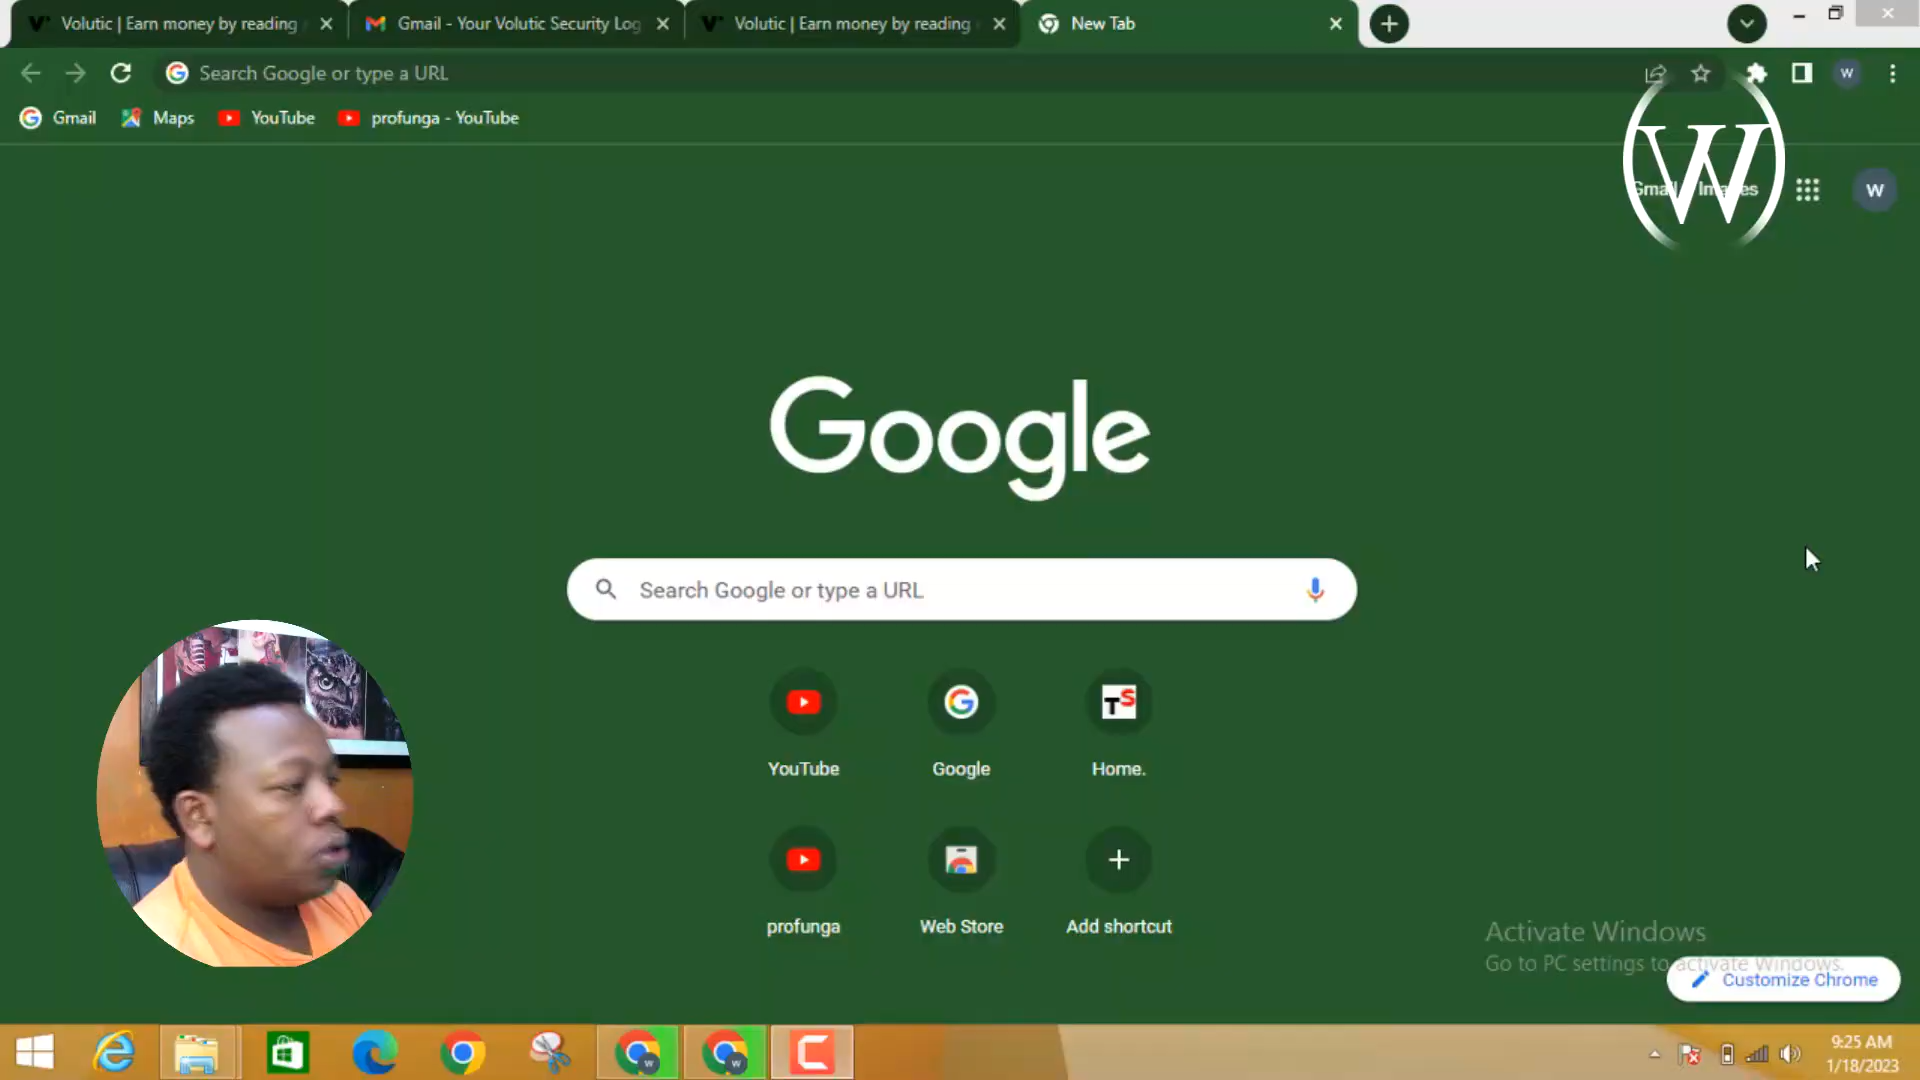 Volutic | Earn money by reading
Gmail - Your Volutic Security Log
Volutic | Earn money by reading
New Tab
Search Google or type a URL
W
Gmail
Maps
YouTube
profunga - YouTube
W
Gmail
Images
W
Google
Search Google or type a URL
YouTube
Google
TS
Home.
profunga
Web Store
Add shortcut
Activate Windows
Go to PC settings to activate Windows.
Customize Chrome
W
W
9:25 AM
1/18/2023